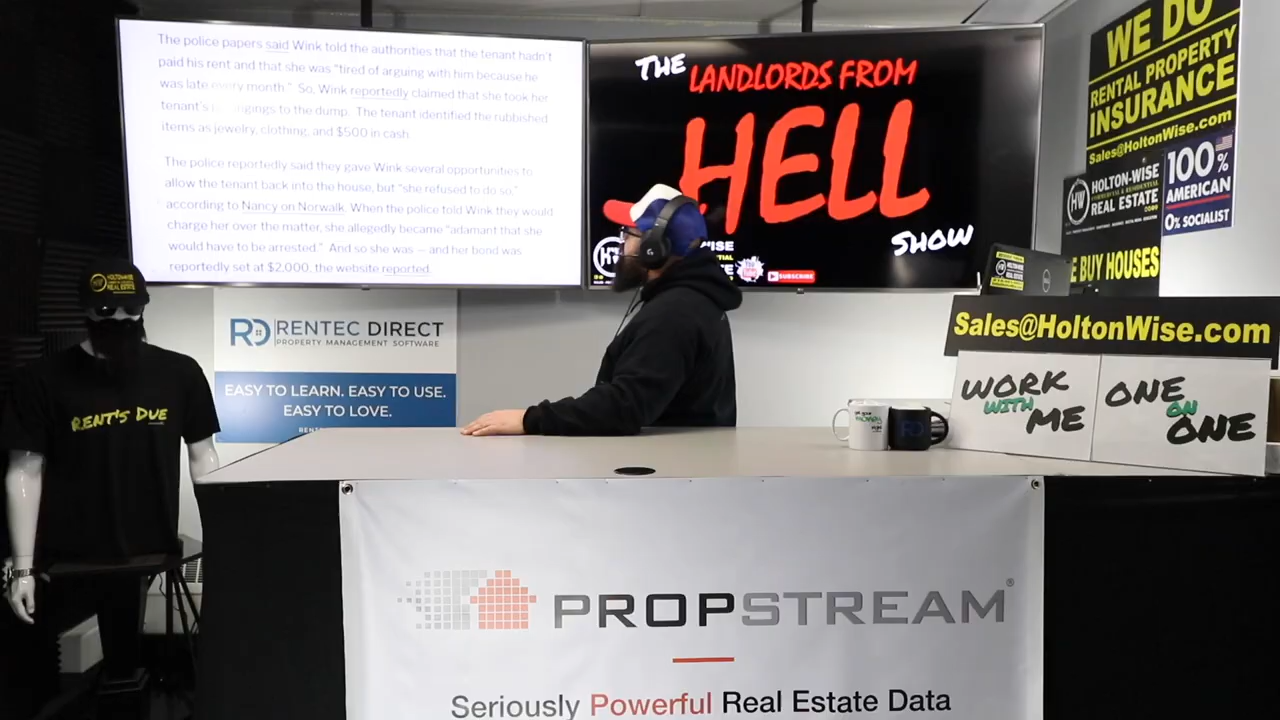 The police papers said Wink told the authorities that the tenant hadn't
paid his rent and that she was "tired of arguing with him because he
was late every month." So, Wink reportedly claimed that she took her
tenant's belongings to the dump. The tenant identified the rubbished
items as jewelry, clothing, and $500 in cash.
The police reportedly said they gave Wink several opportunities to
allow the tenant back into the house, but "she refused to do so,"
according to Nancy on Norwalk. When the police told Wink they would
charge her over the matter, she allegedly became "adamant that she
would have to be arrested." And so she was — and her bond was
reportedly set at $2,000, the website reported.
THE
LANDLORDS FROM
HELL
SHOW
HW
SUBSCRIBE
WE DO
RENTAL PROPERTY
INSURANCE
Sales@HoltonWise.com
HW
HOLTON-WISE
REAL ESTATE
100%
AMERICAN
0% SOCIALIST
BUY HOUSES
Sales@HoltonWise.com
WORK
WITH
ME
ONE
ON
ONE
HOLTON-WISE
HW
REAL ESTATE
RENT'S DUE
RD
RENTEC DIRECT
PROPERTY MANAGEMENT SOFTWARE
EASY TO LEARN. EASY TO USE.
EASY TO LOVE.
PROPSTREAM®
Seriously Powerful Real Estate Data